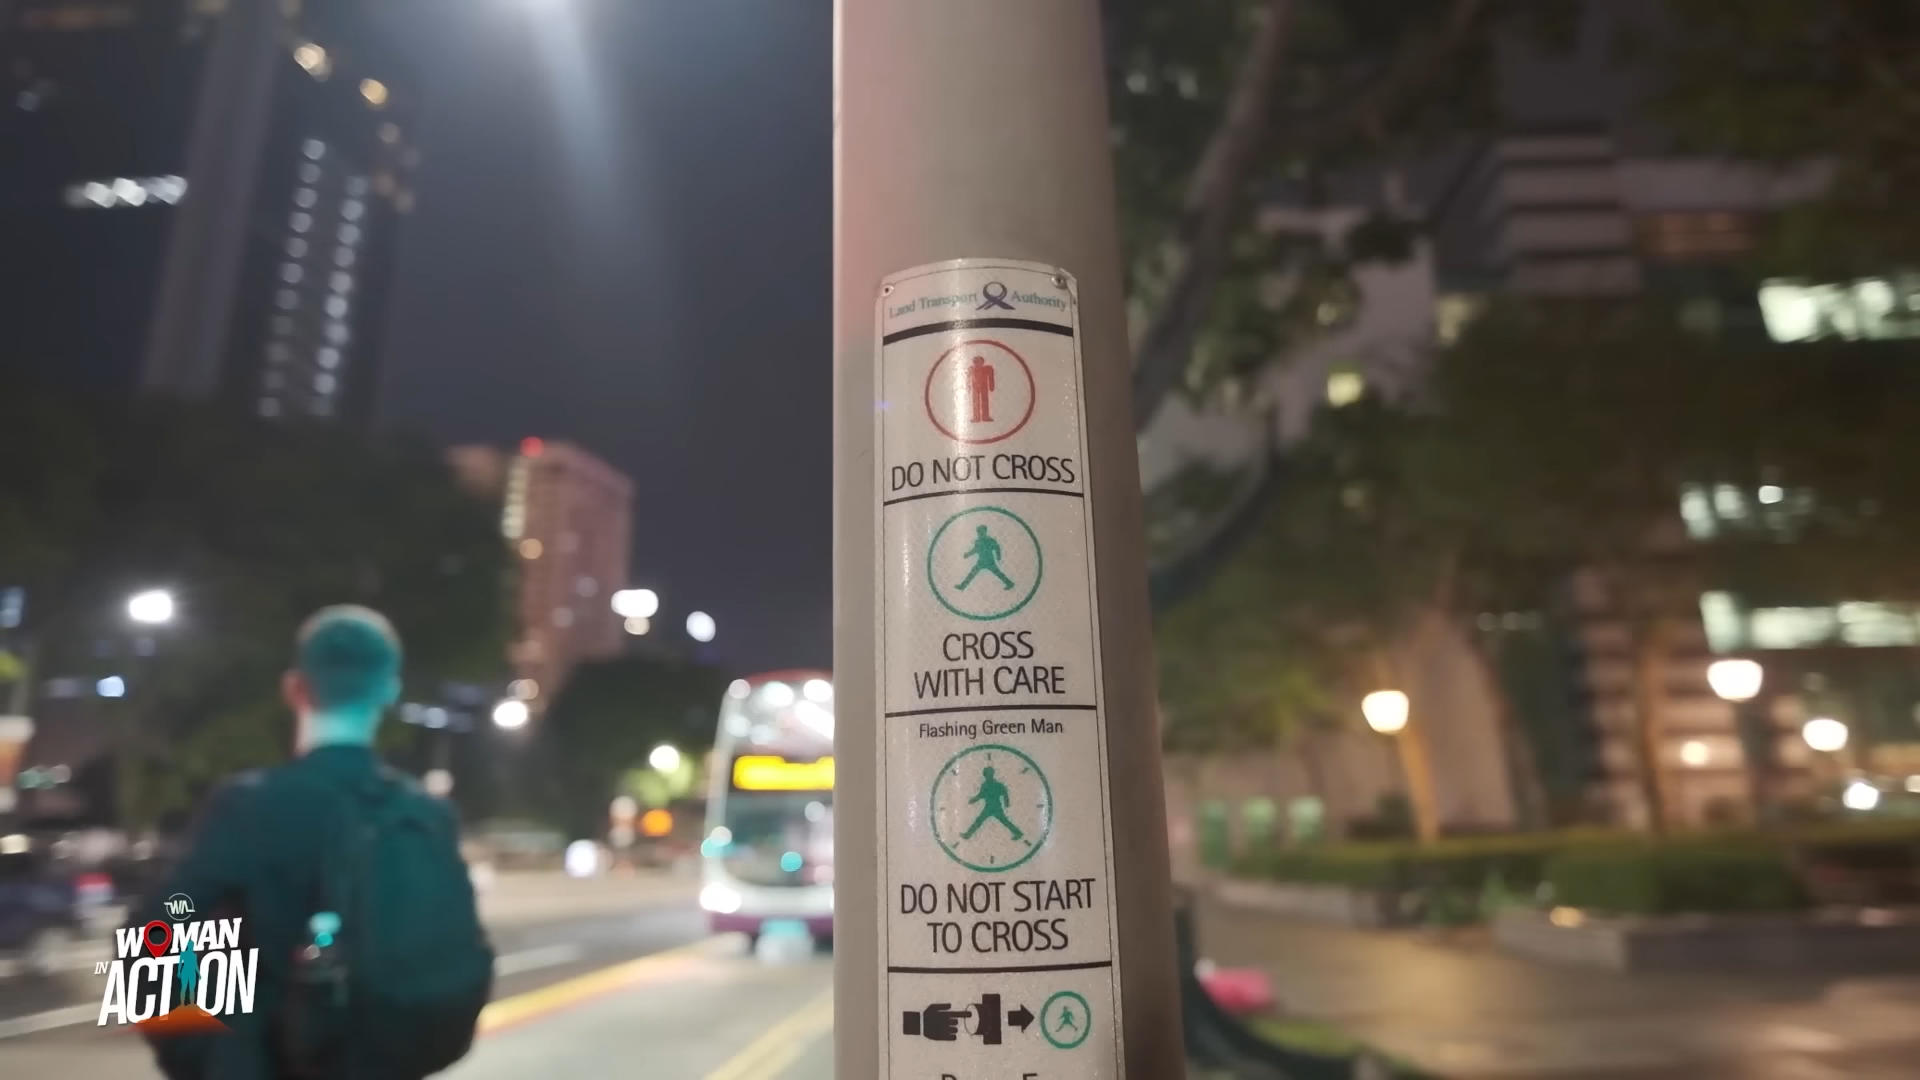 Land Transport Authority
DO NOT CROSS
CROSS
WITH CARE
Flashing Green Man
DO NOT START
TO CROSS
WA
WOMAN
IN ACTION